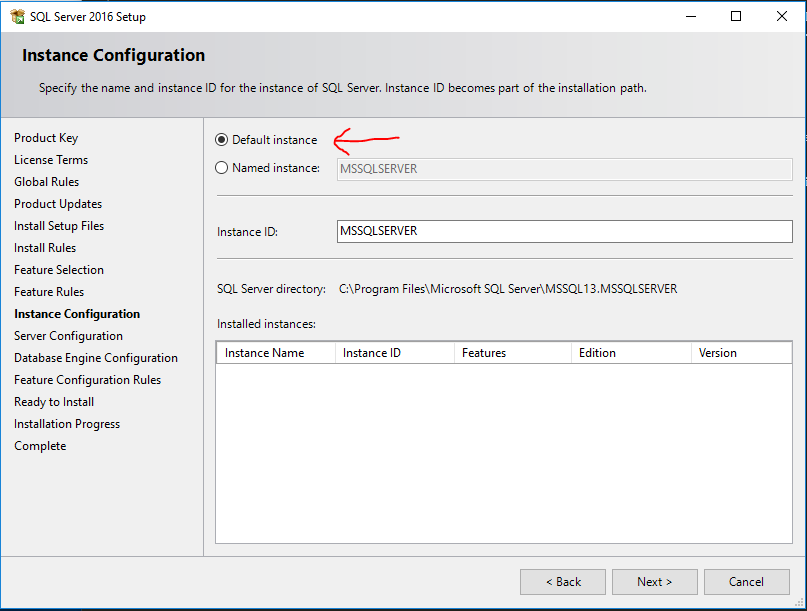 SQL Server 2016 Setup
Instance Configuration
Specify the name and instance ID for the instance of SQL Server. Instance ID becomes part of the installation path.
Product Key
License Terms
Global Rules
Product Updates
Install Setup Files
Install Rules
Feature Selection
Feature Rules
Instance Configuration
Server Configuration
Database Engine Configuration
Feature Configuration Rules
Ready to Install
Installation Progress
Complete
Default instance
Named instance: MSSQLSERVER
Instance ID: MSSQLSERVER
SQL Server directory: C:\Program Files\Microsoft SQL Server\MSSQL13.MSSQLSERVER
Installed instances:
Instance Name Instance ID Features Edition Version
< Back Next > Cancel